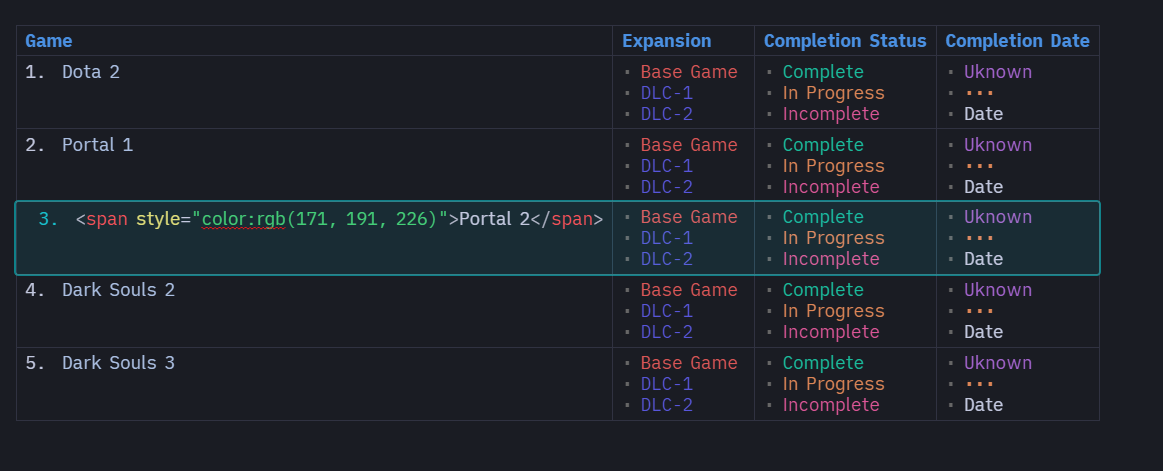 Game Expansion Completion Status Completion Date
1. Dota 2 · Base Game · Complete · Uknown
· DLC-1 · In Progress · ...
· DLC-2 · Incomplete · Date
2. Portal 1 · Base Game · Complete · Uknown
· DLC-1 · In Progress · ...
· DLC-2 · Incomplete · Date
3. <span style="color:rgb(171, 191, 226)">Portal 2</span> · Base Game · Complete · Uknown
· DLC-1 · In Progress · ...
· DLC-2 · Incomplete · Date
4. Dark Souls 2 · Base Game · Complete · Uknown
· DLC-1 · In Progress · ...
· DLC-2 · Incomplete · Date
5. Dark Souls 3 · Base Game · Complete · Uknown
· DLC-1 · In Progress · ...
· DLC-2 · Incomplete · Date